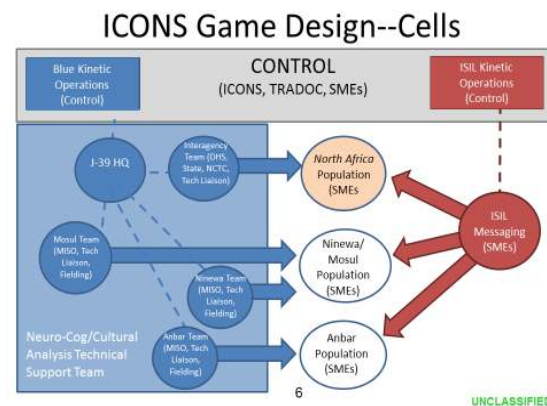 ICONS Game Design--Cells
CONTROL
(ICONS, TRADOC, SMEs)
Blue Kinetic
Operations
(Control)
ISIL Kinetic
Operations
(Control)
J-39 HQ
Interagency
Team (DHS,
State, NCTC,
Tech Liaison)
North Africa
Population
(SMEs
ISIL
Messaging
(SMEs)
Mosul Team
(MISO, Tech
Liaison,
Fielding)
Ninewa/
Mosul
Population
(SMEs)
Ninewa Team
(MISO, Tech
Liaison,
Fielding)
Anbar Team
(MISO, Tech
Liaison,
Fielding)
Anbar
Population
(SMEs)
Neuro-Cog/Cultural
Analysis Technical
Support Team
6
UNCLASSIFIED